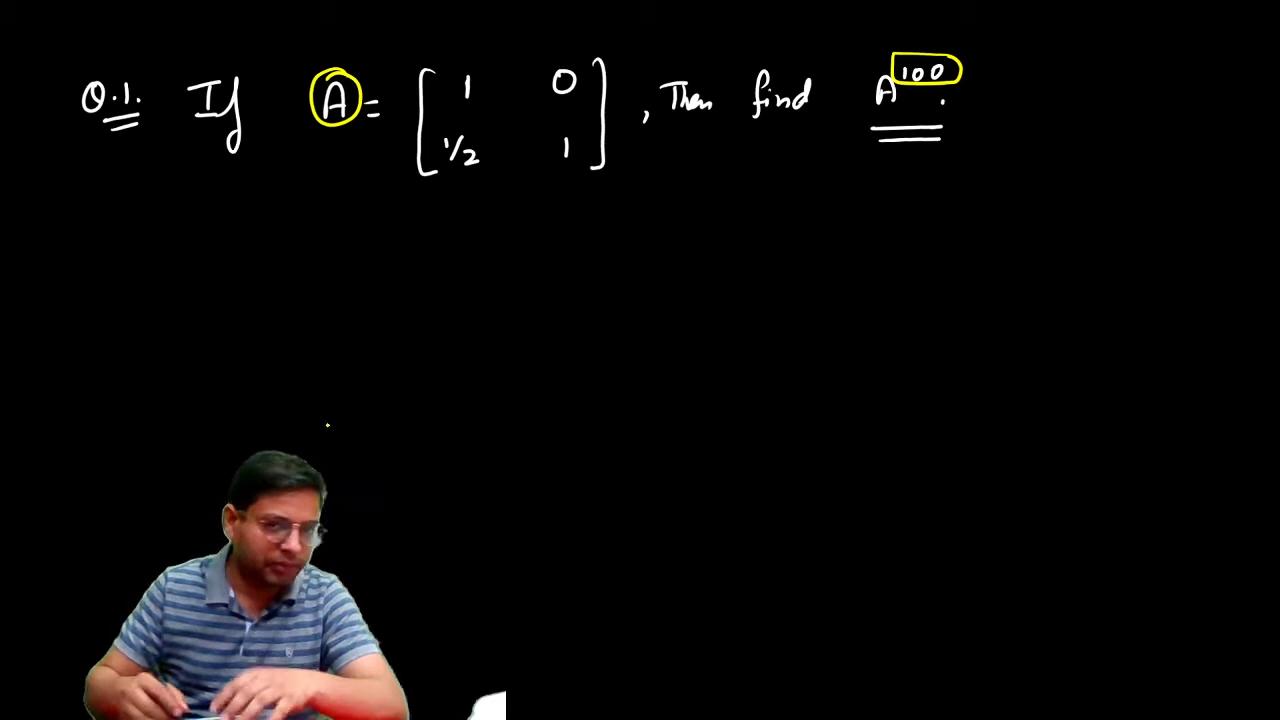 Q.1. If A = [ 1 0 ], Then find A^100.
[ 1/2 1 ]